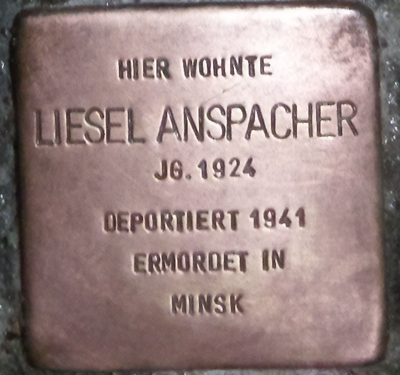 HIER WOHNTE
LIESEL ANSPACHER
JG. 1924
DEPORTIERT 1941
ERMORDET IN
MINSK